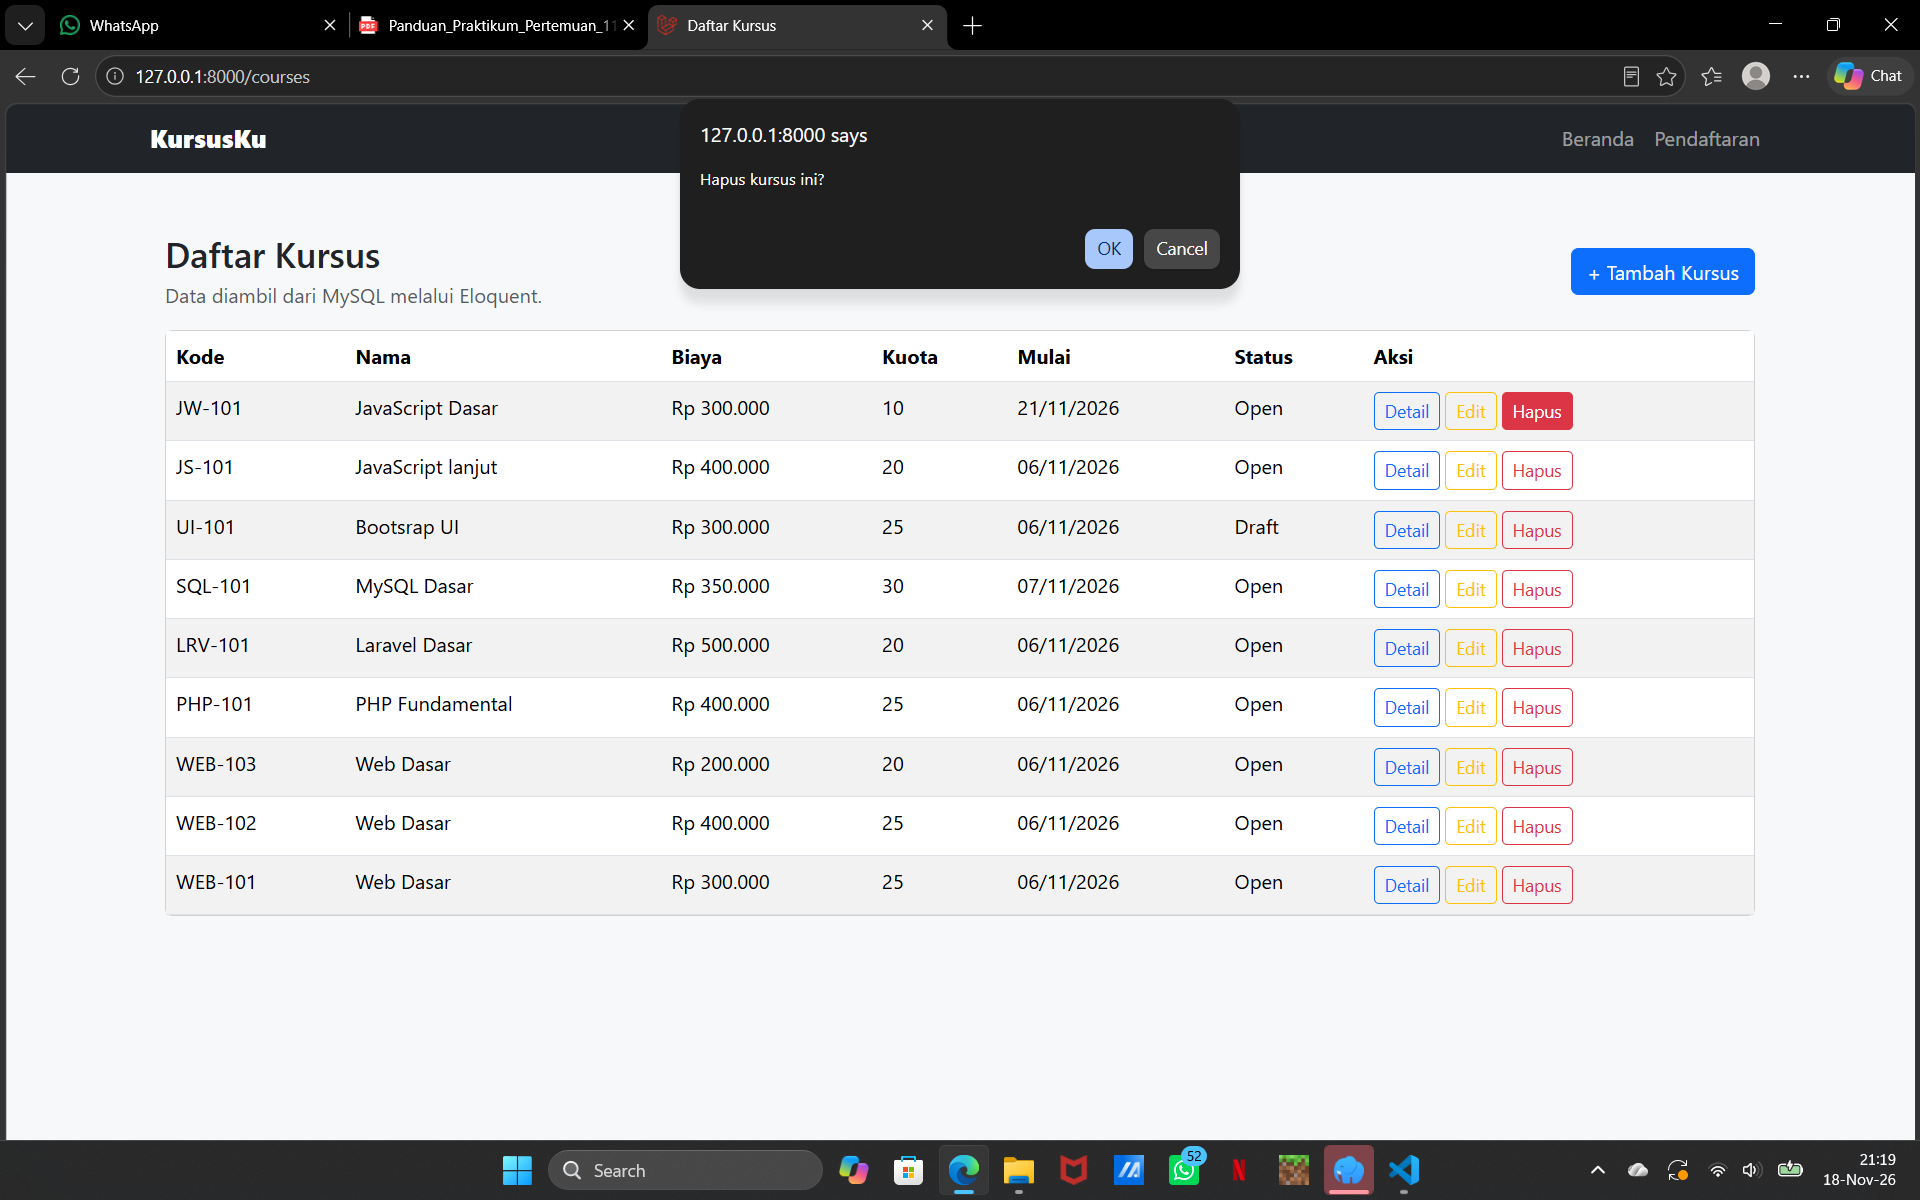 WhatsApp
Panduan_Praktikum_Pertemuan_11
Daftar Kursus
127.0.0.1:8000/courses
Chat
KursusKu
Beranda Pendaftaran
127.0.0.1:8000 says
Hapus kursus ini?
OK Cancel
Daftar Kursus
Data diambil dari MySQL melalui Eloquent.
+ Tambah Kursus
Kode Nama Biaya Kuota Mulai Status Aksi
JW-101 JavaScript Dasar Rp 300.000 10 21/11/2026 Open Detail Edit Hapus
JS-101 JavaScript lanjut Rp 400.000 20 06/11/2026 Open Detail Edit Hapus
UI-101 Bootsrap UI Rp 300.000 25 06/11/2026 Draft Detail Edit Hapus
SQL-101 MySQL Dasar Rp 350.000 30 07/11/2026 Open Detail Edit Hapus
LRV-101 Laravel Dasar Rp 500.000 20 06/11/2026 Open Detail Edit Hapus
PHP-101 PHP Fundamental Rp 400.000 25 06/11/2026 Open Detail Edit Hapus
WEB-103 Web Dasar Rp 200.000 20 06/11/2026 Open Detail Edit Hapus
WEB-102 Web Dasar Rp 400.000 25 06/11/2026 Open Detail Edit Hapus
WEB-101 Web Dasar Rp 300.000 25 06/11/2026 Open Detail Edit Hapus
Search
52
21:19
18-Nov-26